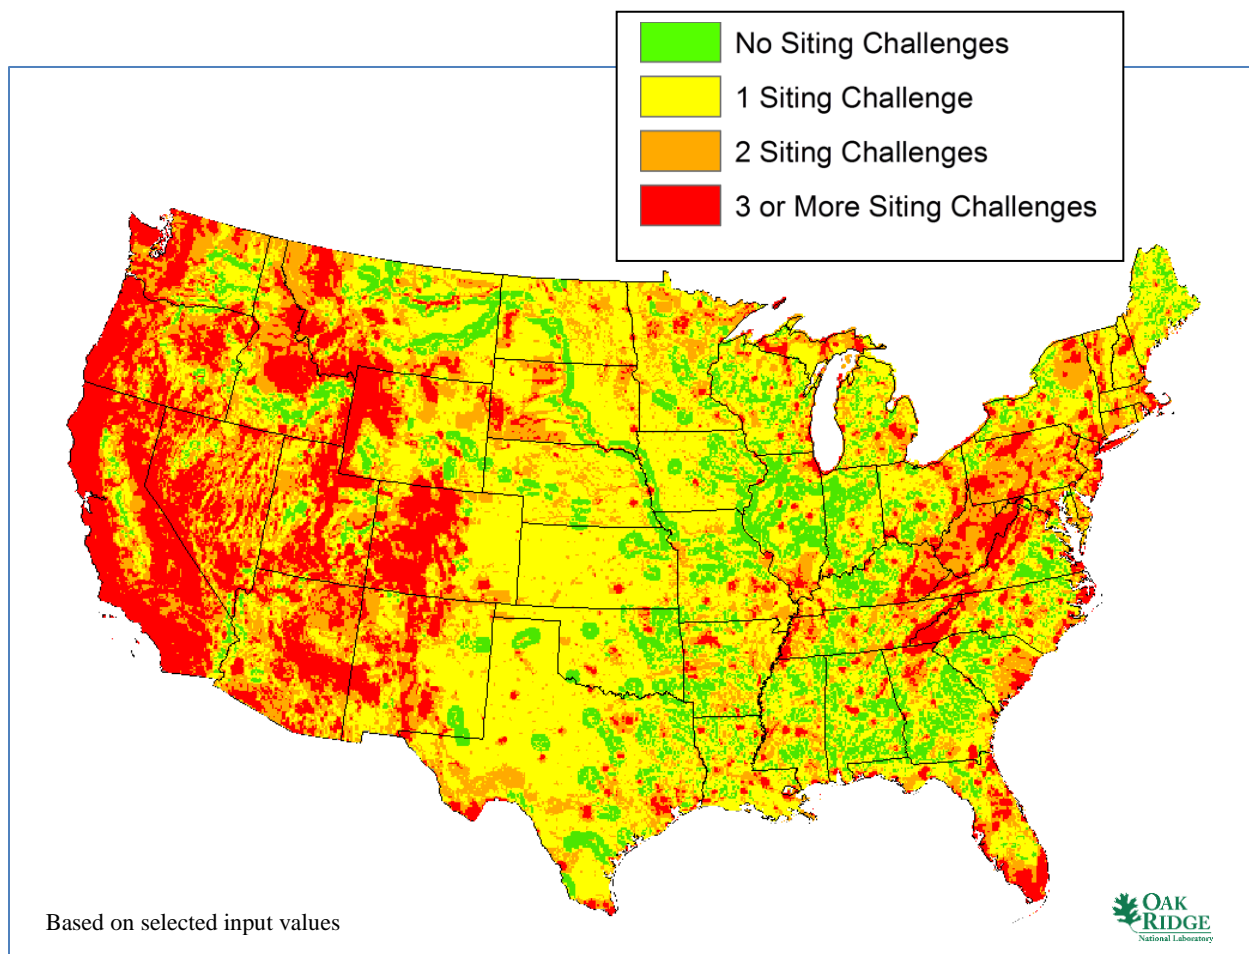 No Siting Challenges
1 Siting Challenge
2 Siting Challenges
3 or More Siting Challenges
Based on selected input values
OAK
RIDGE
National Laboratory